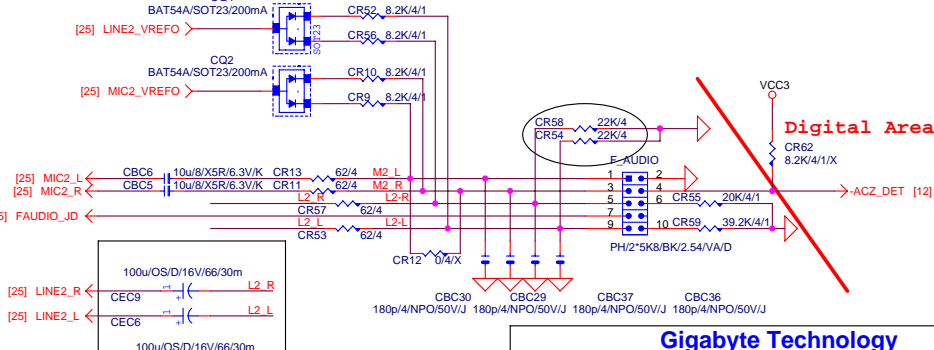 BAT54A/SOT23/200mA
CR52 8.2K/4/1
[25] LINE2_VREFO
SOT23
CR56 8.2K/4/1
CQ2
BAT54A/SOT23/200mA
CR10 8.2K/4/1
[25] MIC2_VREFO
CR9 8.2K/4/1
VCC3
CR58 22K/4
CR54 22K/4
Digital Area
CR62
8.2K/4/1/X
F_AUDIO
[25] MIC2_L CBC6 10u/8/X5R/6.3V/K CR13 62/4 M2_L 1 2
[25] MIC2_R CBC5 10u/8/X5R/6.3V/K CR11 62/4 M2_R 3 4 -ACZ_DET [12]
L2_R L2-R 5 6 CR55 20K/4/1
FAUDIO_JD CR57 62/4 7
L2_L L2-L 9 10 CR59 39.2K/4/1
CR53 62/4
PH/2*5K8/BK/2.54/VA/D
CR12 0/4/X
100u/OS/D/16V/66/30m
[25] LINE2_R CEC9 1 + L2_R
[25] LINE2_L CEC6 1 + L2_L
100u/OS/D/16V/66/30m
CBC30 CBC29 CBC37 CBC36
180p/4/NPO/50V/J 180p/4/NPO/50V/J 180p/4/NPO/50V/J 180p/4/NPO/50V/J
Gigabyte Technology